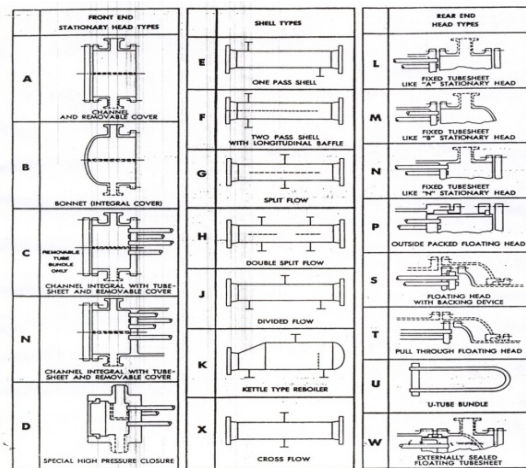 FRONT END
STATIONARY HEAD TYPES
A
CHANNEL
AND REMOVABLE COVER
B
BONNET (INTEGRAL COVER)
C
REMOVABLE
TUBE
BUNDLE
ONLY
CHANNEL INTEGRAL WITH TUBE-
SHEET AND REMOVABLE COVER
N
CHANNEL INTEGRAL WITH TUBE-
SHEET AND REMOVABLE COVER
D
SPECIAL HIGH PRESSURE CLOSURE
SHELL TYPES
E
ONE PASS SHELL
F
TWO PASS SHELL
WITH LONGITUDINAL BAFFLE
G
SPLIT FLOW
H
DOUBLE SPLIT FLOW
J
DIVIDED FLOW
K
KETTLE TYPE REBOILER
X
CROSS FLOW
REAR END
HEAD TYPES
L
FIXED TUBESHEET
LIKE "A" STATIONARY HEAD
M
FIXED TUBESHEET
LIKE "B" STATIONARY HEAD
N
FIXED TUBESHEET
LIKE "N" STATIONARY HEAD
P
OUTSIDE PACKED FLOATING HEAD
S
FLOATING HEAD
WITH BACKING DEVICE
T
PULL THROUGH FLOATING HEAD
U
U-TUBE BUNDLE
W
EXTERNALLY SEALED
FLOATING TUBESHEET